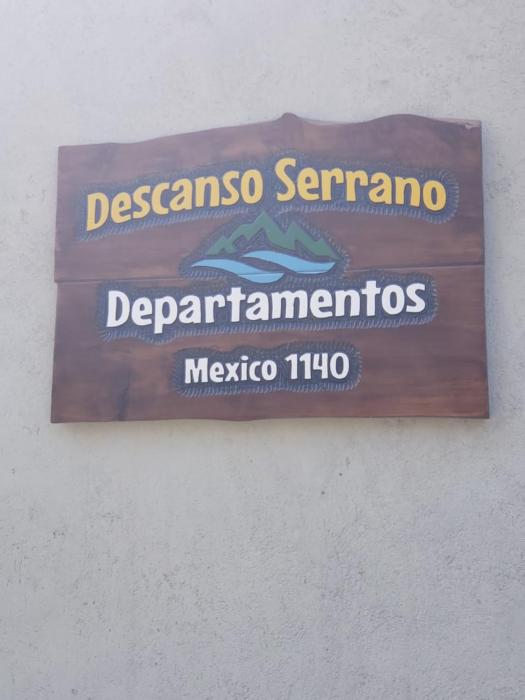 Descanso Serrano
Departamentos
Mexico 1140